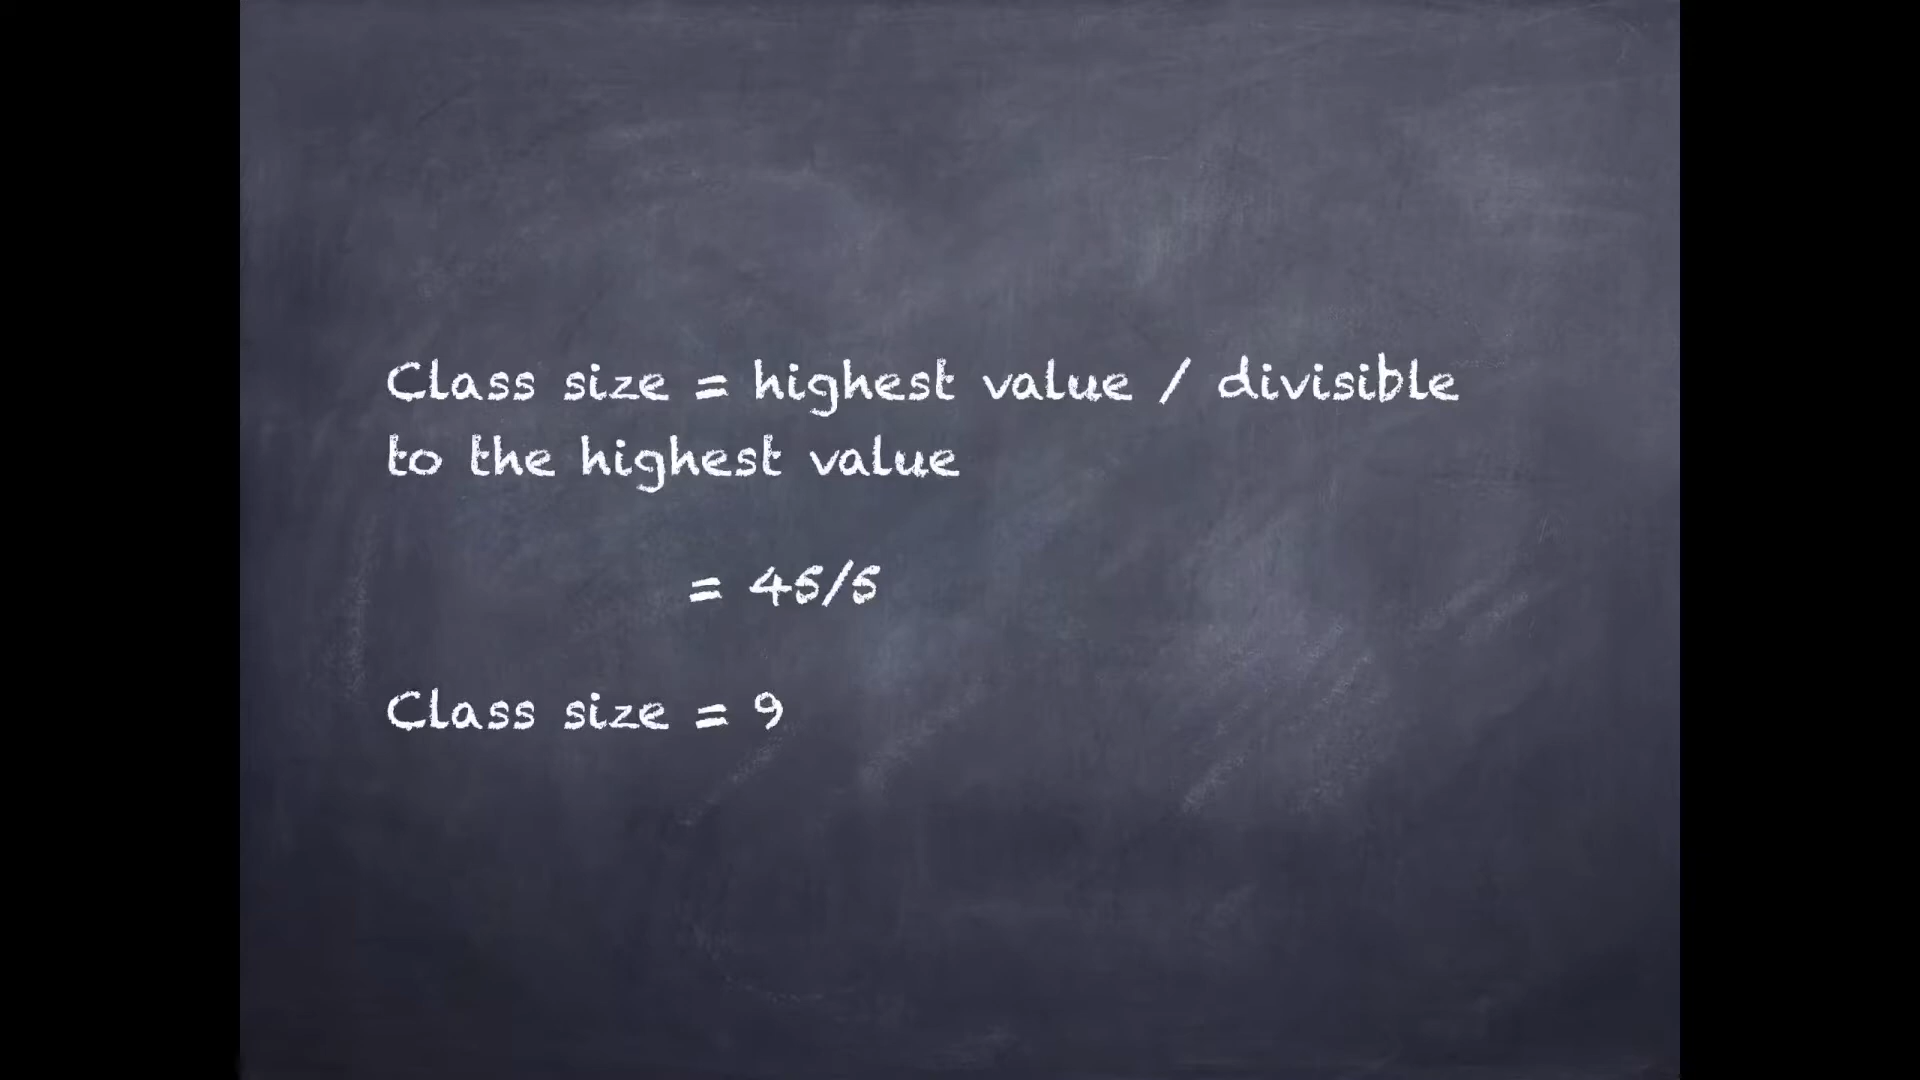 Class size = highest value / divisible
to the highest value
= 45/5
Class size = 9